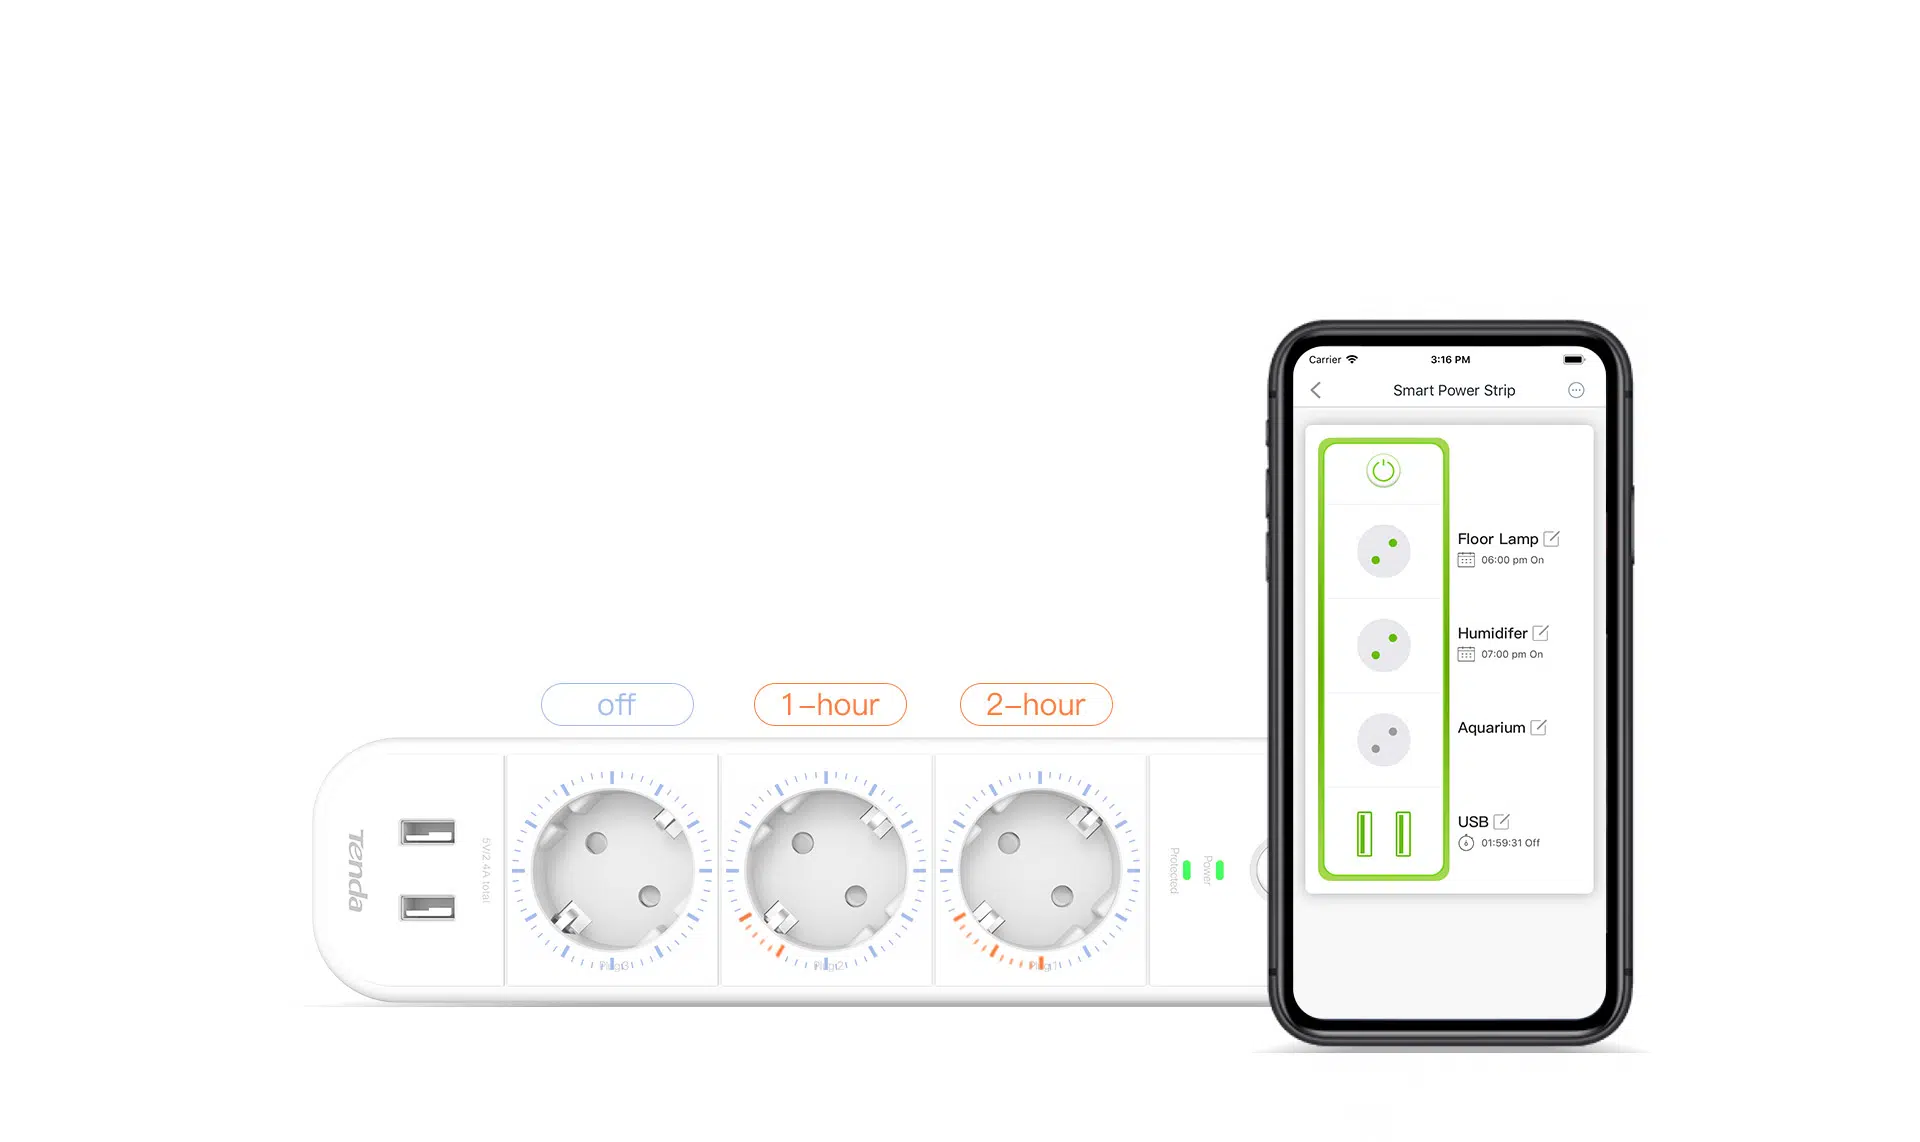 off
1-hour
2-hour
Tenda
5V/2.4A total
Plug3
Plug2
Plug1
Protected
Power
Carrier
3:16 PM
Smart Power Strip
Floor Lamp
06:00 pm On
Humidifer
07:00 pm On
Aquarium
USB
01:59:31 Off